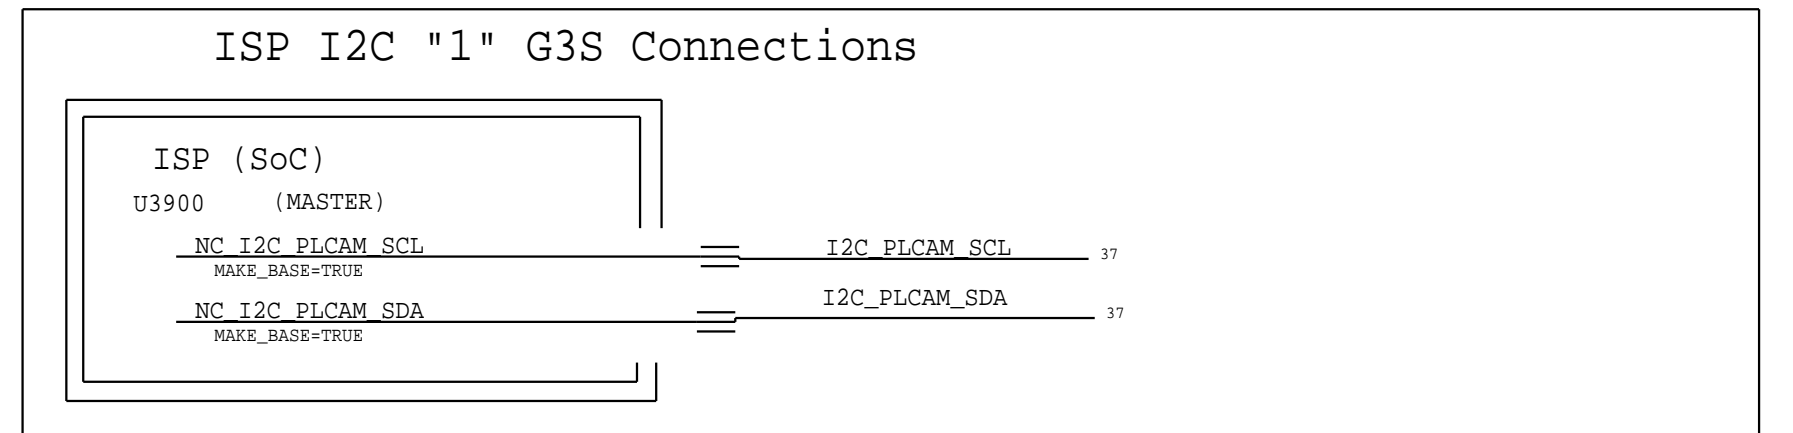 ISP I2C "1" G3S Connections
ISP (SoC)
U3900 (MASTER)
NC_I2C_PLCAM_SCL I2C_PLCAM_SCL 37
MAKE_BASE=TRUE
NC_I2C_PLCAM_SDA I2C_PLCAM_SDA 37
MAKE_BASE=TRUE